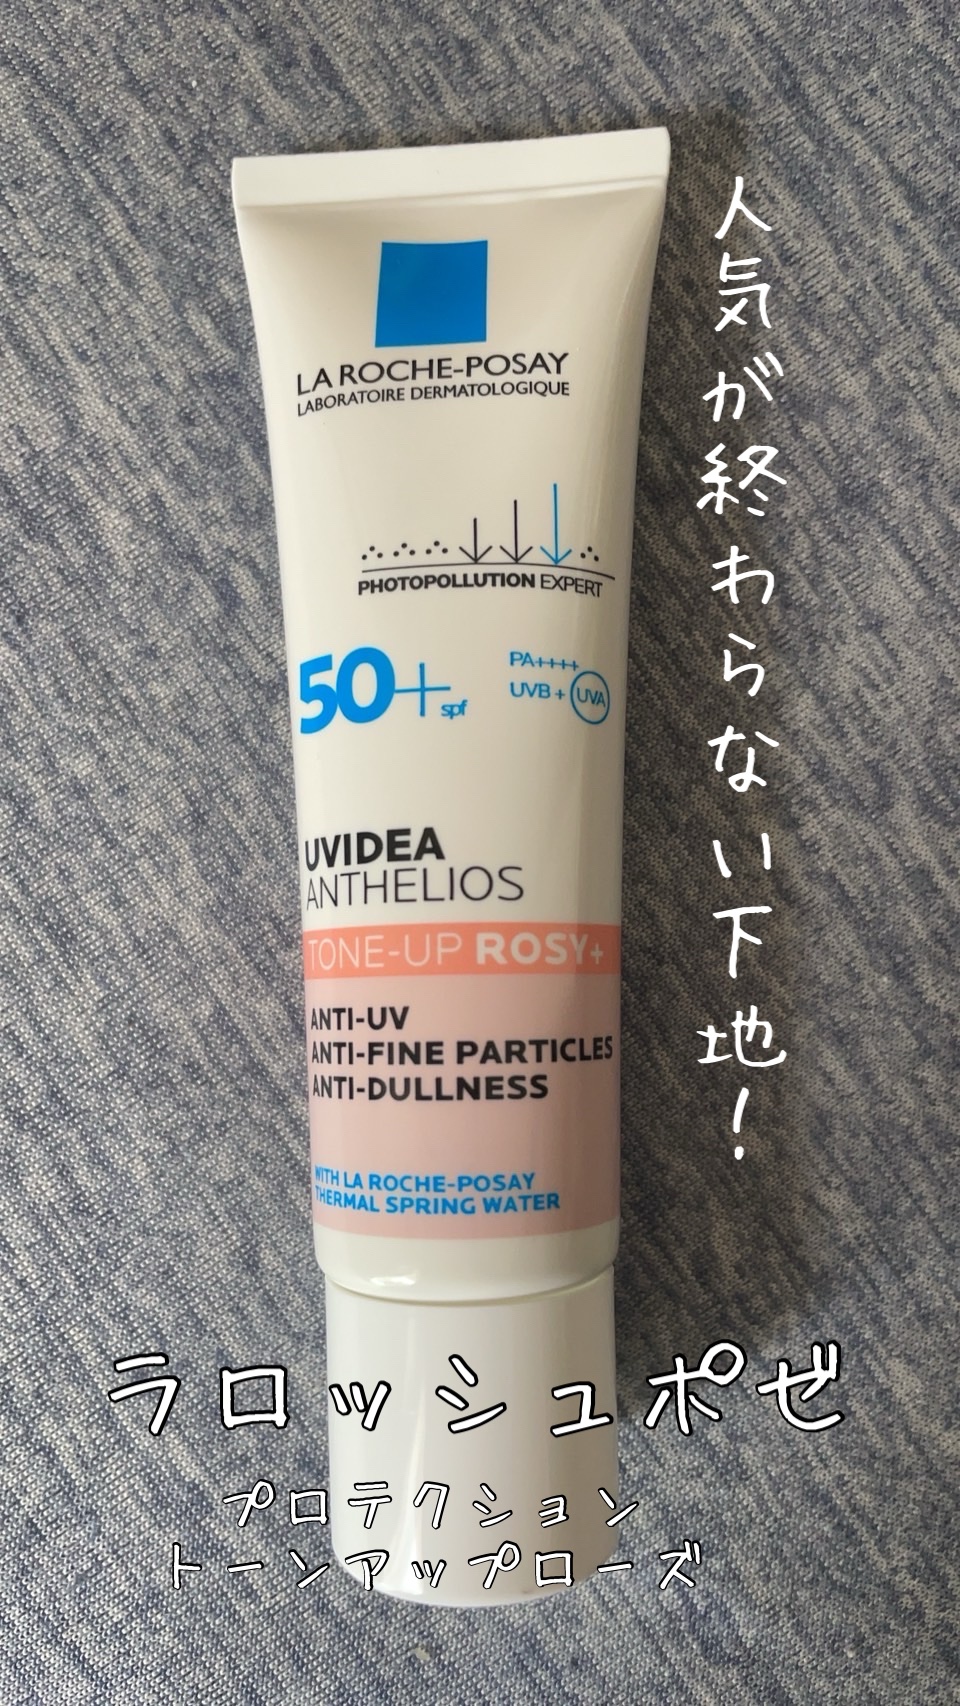 LA ROCHE-POSAY
LABORATOIRE DERMATOLOGIQUE
PHOTOPOLLUTION EXPERT
50+ spf
PA++++
UVB + UVA
UVIDEA
ANTHELIOS
TONE-UP ROSY+
ANTI-UV
ANTI-FINE PARTICLES
ANTI-DULLNESS
WITH LA ROCHE-POSAY
THERMAL SPRING WATER
人気が終わらない下地!
ラロッシュポゼ
プロテクション
トーンアップローズ